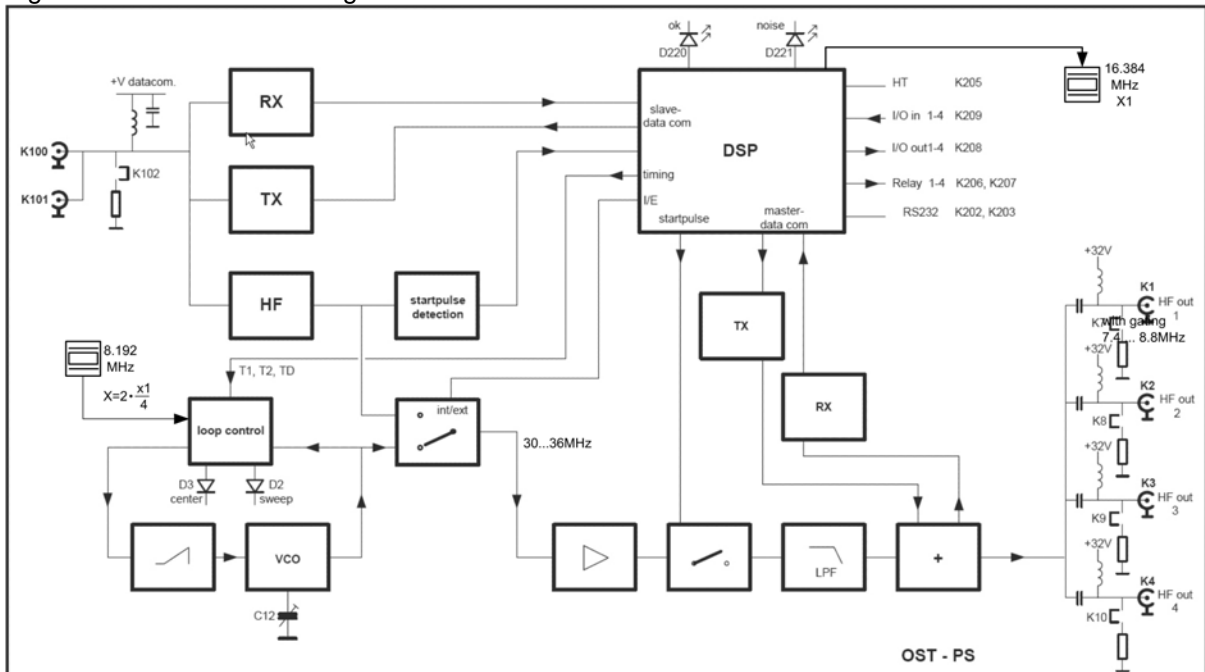 ok
noise
D220
D221
16.384
MHz
X1
+V datacom.
RX
slave-
data com
DSP
HT K205
I/O in 1-4 K209
I/O out1-4 K208
Relay 1-4 K206, K207
RS232 K202, K203
K100
K101
K102
TX
timing
I/E
startpulse
master-
data com
HF
startpulse
detection
TX
RX
8.192
MHz
X=2·x1/4
T1, T2, TD
loop control
int/ext
30...36MHz
D3
center
D2
sweep
VCO
C12
LPF
+
+32V
K1
HF out
1
K7
with gating
7.4... 8.8MHz
+32V
K2
HF out
2
K8
+32V
K3
HF out
3
K9
+32V
K4
HF out
4
K10
OST - PS